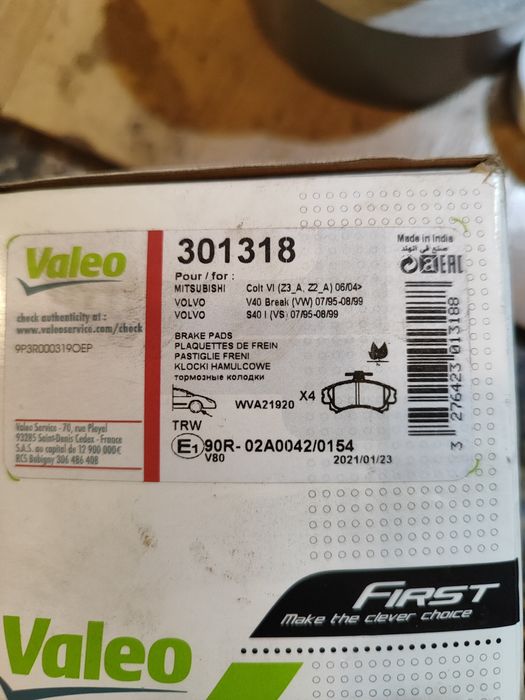 Valeo
check authenticity at :
www.valeoservice.com/check
9P3R000319OEP
Valeo Service - 70, rue Pleyel
93285 Saint-Denis Cedex - France
S.A.S. au capital de 12 900 000€
RCS Bobigny 306 486 408
301318
Made in India
صنع في الهند
EAC
Pour / for :
MITSUBISHI Colt VI (Z3_A, Z2_A) 06/04>
VOLVO V40 Break (VW) 07/95-08/99
VOLVO S40 I (VS) 07/95-08/99
BRAKE PADS
PLAQUETTES DE FREIN
PASTIGLIE FRENI
KLOCKI HAMULCOWE
тормозные колодки
WVA21920 X4
TRW
E1 90R- 02A0042/0154
V80 2021/01/23
3 276423 013188
FIRST
Make the clever choice
Valeo